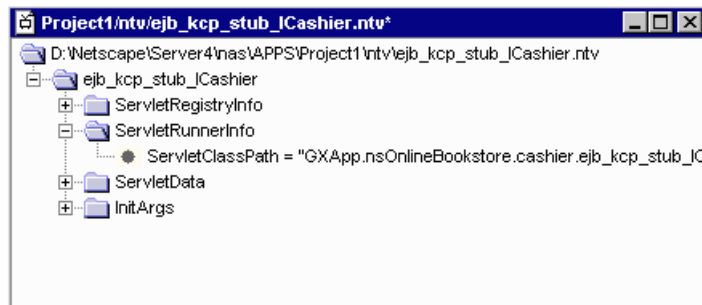 Project1/ntv/ejb_kcp_stub_ICashier.ntv*
D:\Netscape\Server4\nas\APPS\Project1\ntv\ejb_kcp_stub_ICashier.ntv
ejb_kcp_stub_ICashier
ServletRegistryInfo
ServletRunnerInfo
ServletClassPath = "GXApp.nsOnlineBookstore.cashier.ejb_kcp_stub_IC
ServletData
InitArgs